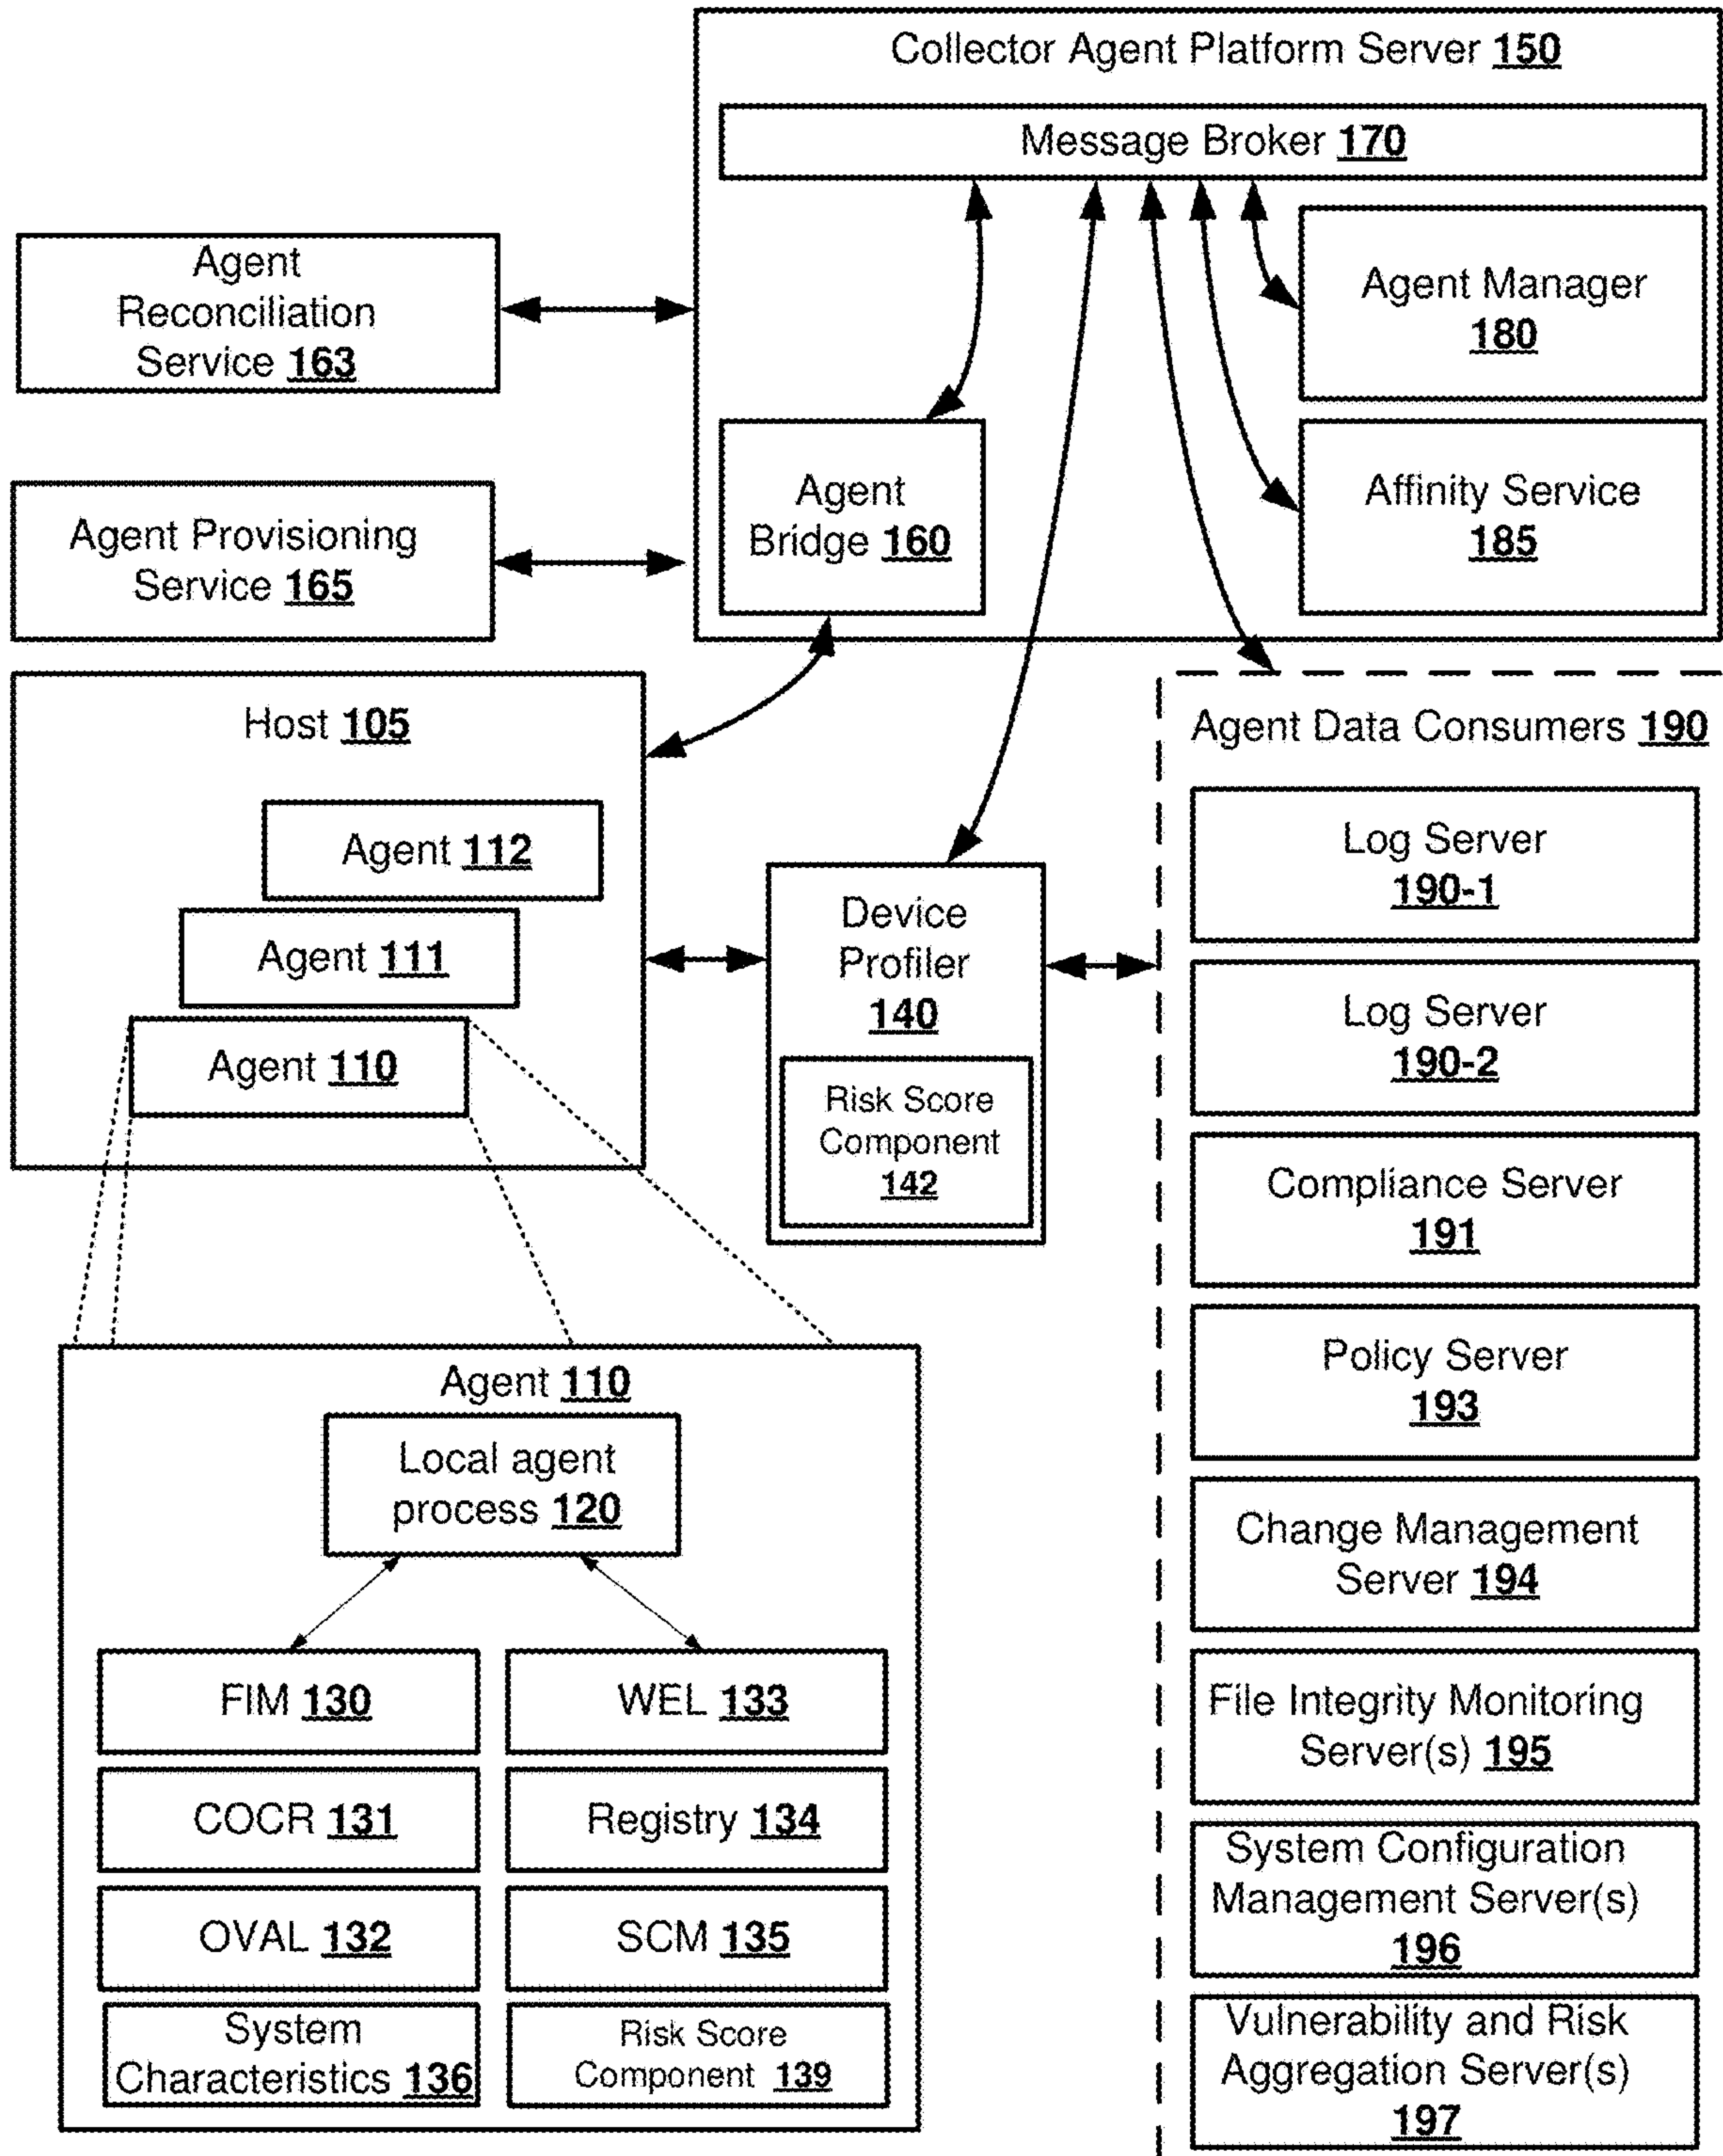 Collector Agent Platform Server 150
Message Broker 170
Agent
Reconciliation
Service 163
Agent Manager
180
Agent Provisioning
Service 165
Agent
Bridge 160
Affinity Service
185
Host 105
Agent 112
Agent 111
Agent 110
Device
Profiler
140
Risk Score
Component
142
Agent Data Consumers 190
Log Server
190-1
Log Server
190-2
Compliance Server
191
Policy Server
193
Change Management
Server 194
File Integrity Monitoring
Server(s) 195
System Configuration
Management Server(s)
196
Vulnerability and Risk
Aggregation Server(s)
197
Agent 110
Local agent
process 120
FIM 130
WEL 133
COCR 131
Registry 134
OVAL 132
SCM 135
System
Characteristics 136
Risk Score
Component 139